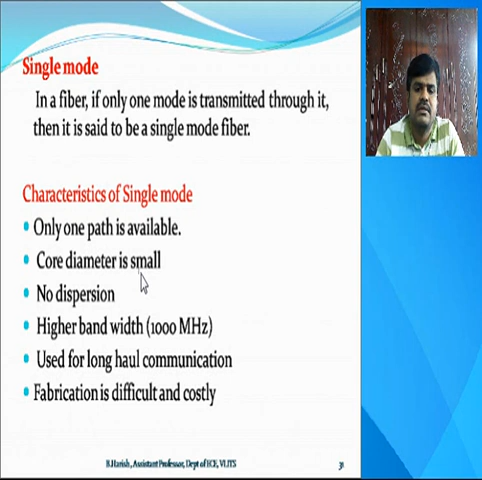 Single mode
In a fiber, if only one mode is transmitted through it,
then it is said to be a single mode fiber.
Characteristics of Single mode
• Only one path is available.
• Core diameter is small
• No dispersion
• Higher band width (1000 MHz)
• Used for long haul communication
• Fabrication is difficult and costly
B.Harish , Assistant Professor, Dept of ECE, VLITS
31